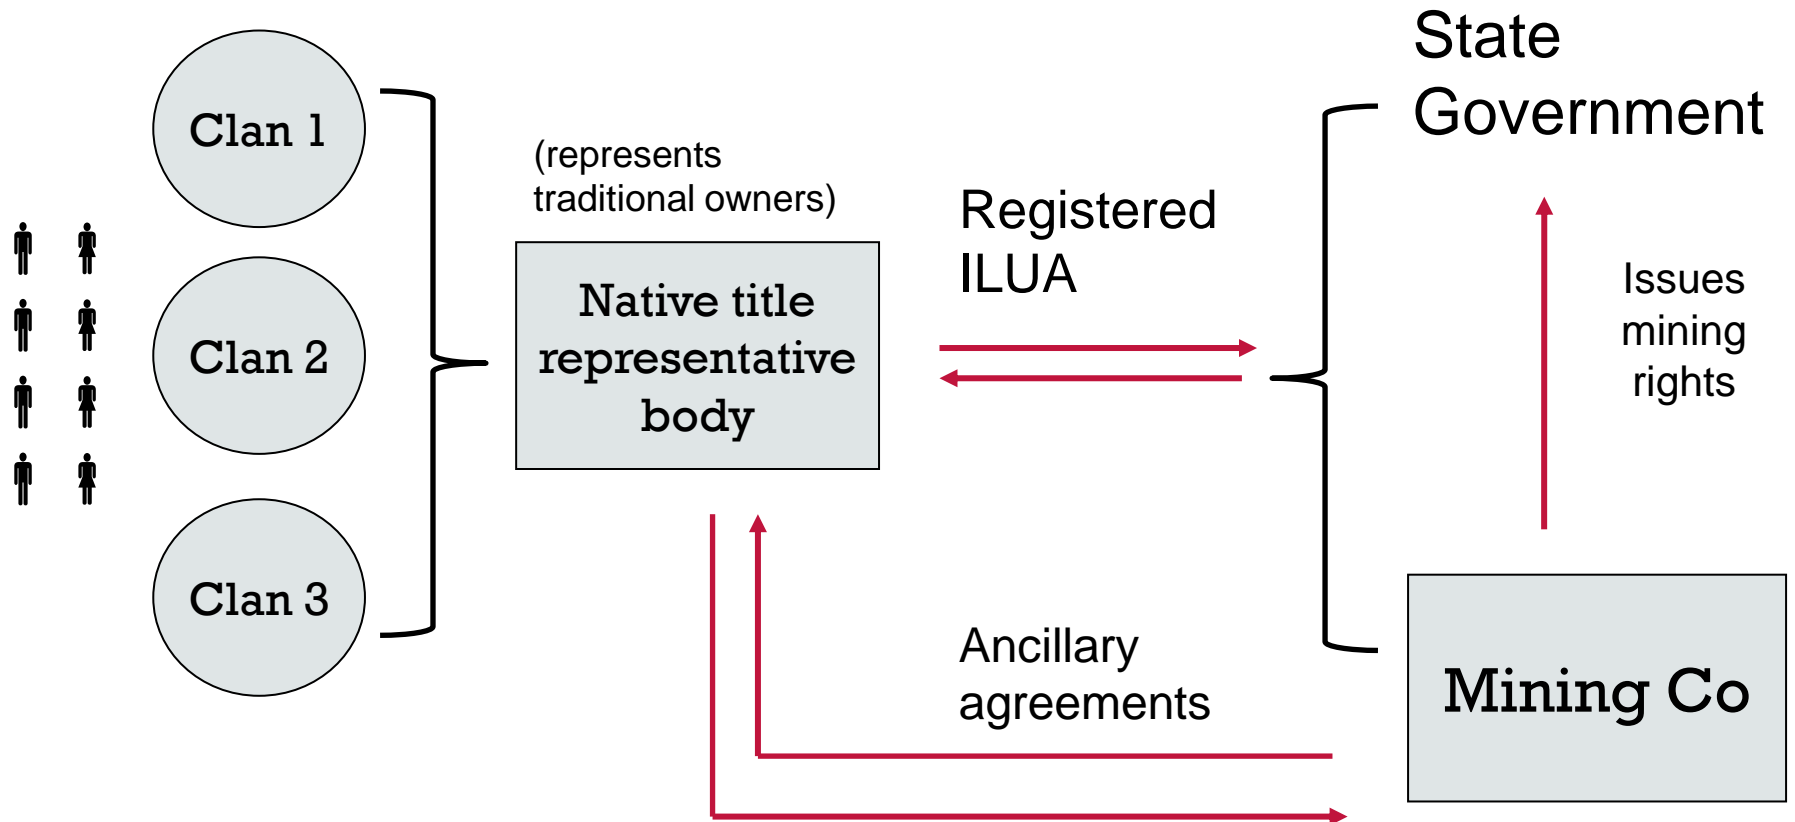 Clan 1
Clan 2
Clan 3
(represents
traditional owners)
Native title
representative
body
Registered
ILUA
Ancillary
agreements
State
Government
Issues
mining
rights
Mining Co